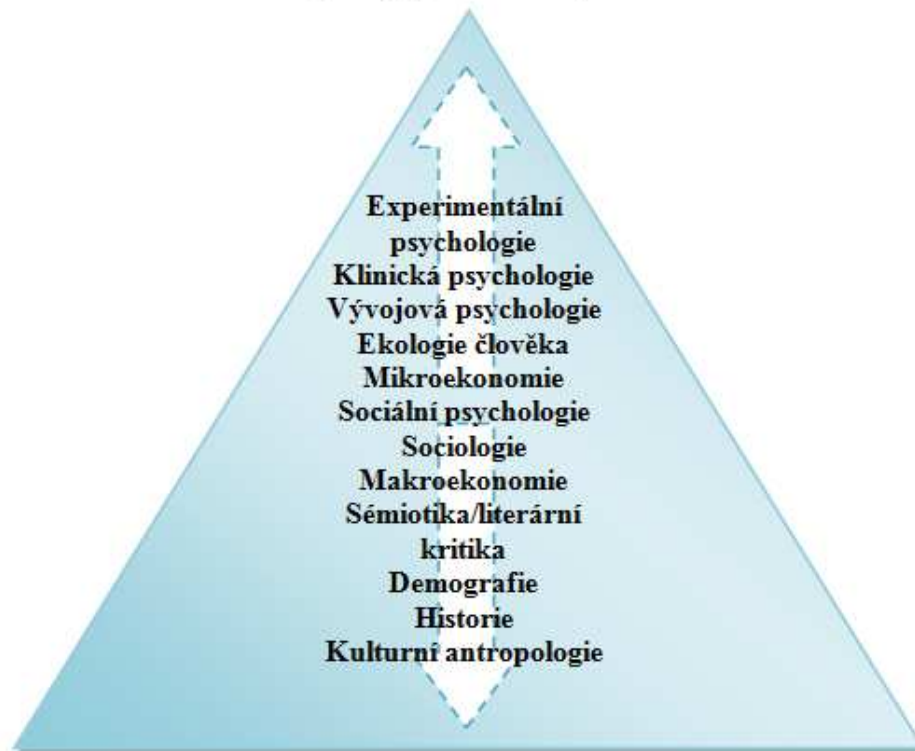 Experimentální
psychologie
Klinická psychologie
Vývojová psychologie
Ekologie člověka
Mikroekonomie
Sociální psychologie
Sociologie
Makroekonomie
Sémiotika/literární
kritika
Demografie
Historie
Kulturní antropologie